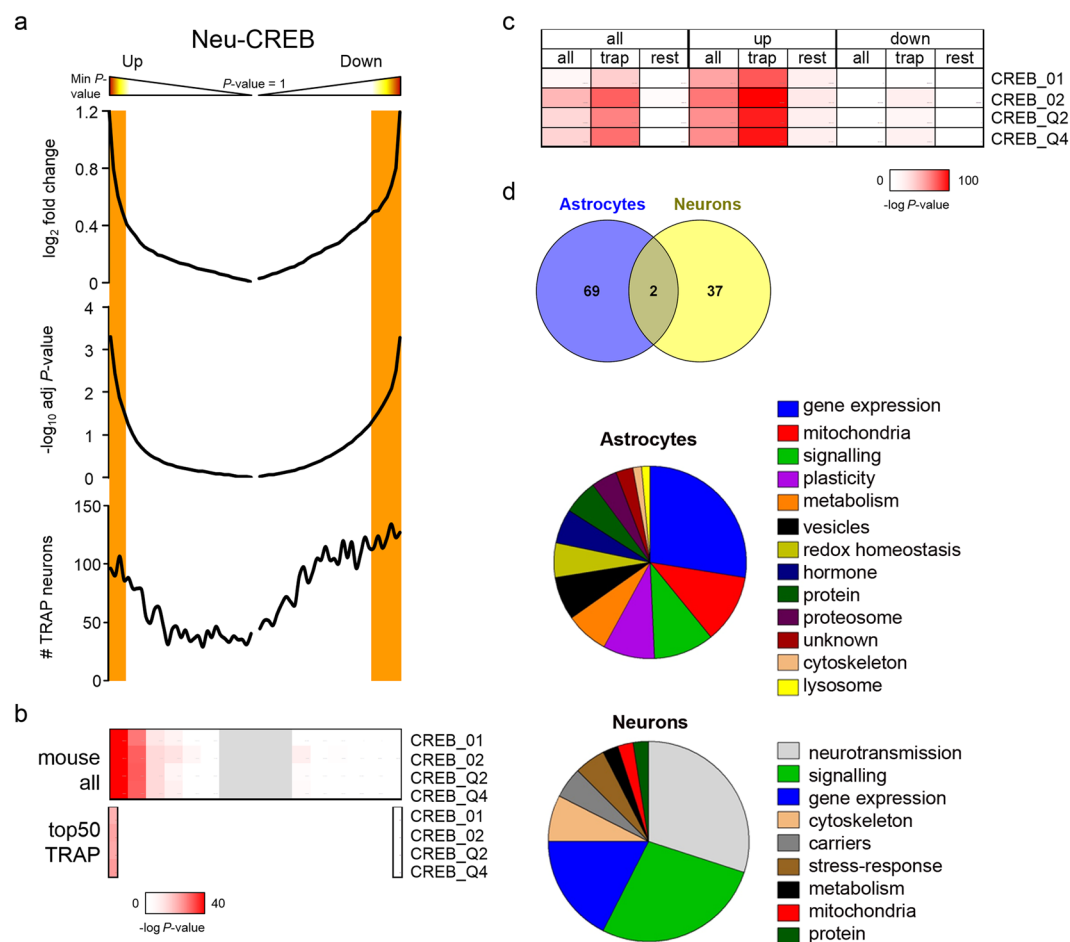 a
Neu-CREB
Up
Down
Min P-
value
P-value = 1
1.2
0.8
0.4
0
log2 fold change
4
3
2
1
0
-log10 adj P-value
150
100
50
0
# TRAP neurons
b
mouse
all
CREB_01
CREB_02
CREB_Q2
CREB_Q4
top50
TRAP
CREB_01
CREB_02
CREB_Q2
CREB_Q4
0
40
-log P-value
c
all
up
down
all trap rest all trap rest all trap rest
CREB_01
CREB_02
CREB_Q2
CREB_Q4
0
100
-log P-value
d
Astrocytes
Neurons
69
2
37
Astrocytes
gene expression
mitochondria
signalling
plasticity
metabolism
vesicles
redox homeostasis
hormone
protein
proteosome
unknown
cytoskeleton
lysosome
Neurons
neurotransmission
signalling
gene expression
cytoskeleton
carriers
stress-response
metabolism
mitochondria
protein